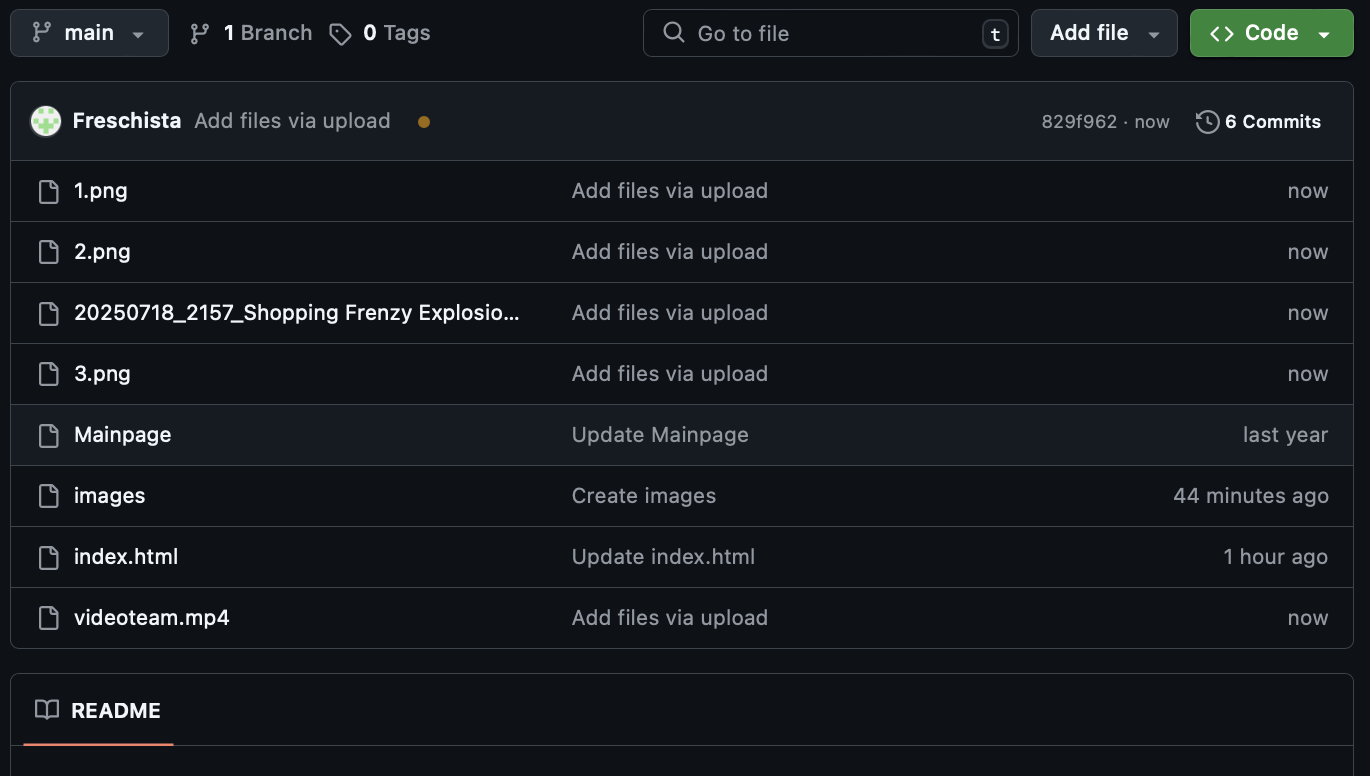 main 1 Branch 0 Tags Go to file t Add file Code
Freschista Add files via upload 829f962 · now 6 Commits
1.png Add files via upload now
2.png Add files via upload now
20250718_2157_Shopping Frenzy Explosio... Add files via upload now
3.png Add files via upload now
Mainpage Update Mainpage last year
images Create images 44 minutes ago
index.html Update index.html 1 hour ago
videoteam.mp4 Add files via upload now
README